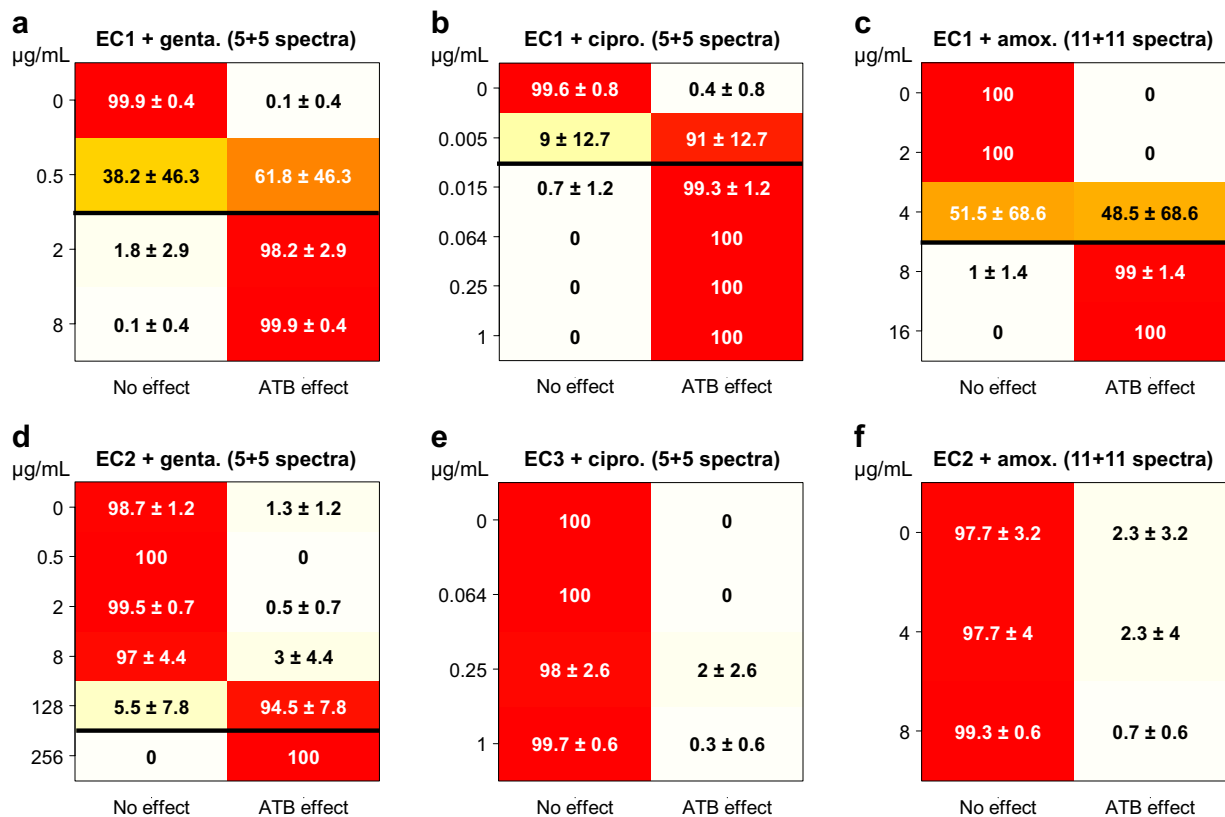 a
EC1 + genta. (5+5 spectra)
µg/mL
0 99.9 ± 0.4 0.1 ± 0.4
0.5 38.2 ± 46.3 61.8 ± 46.3
2 1.8 ± 2.9 98.2 ± 2.9
8 0.1 ± 0.4 99.9 ± 0.4
No effect ATB effect
b
EC1 + cipro. (5+5 spectra)
µg/mL
0 99.6 ± 0.8 0.4 ± 0.8
0.005 9 ± 12.7 91 ± 12.7
0.015 0.7 ± 1.2 99.3 ± 1.2
0.064 0 100
0.25 0 100
1 0 100
No effect ATB effect
c
EC1 + amox. (11+11 spectra)
µg/mL
0 100 0
2 100 0
4 51.5 ± 68.6 48.5 ± 68.6
8 1 ± 1.4 99 ± 1.4
16 0 100
No effect ATB effect
d
EC2 + genta. (5+5 spectra)
µg/mL
0 98.7 ± 1.2 1.3 ± 1.2
0.5 100 0
2 99.5 ± 0.7 0.5 ± 0.7
8 97 ± 4.4 3 ± 4.4
128 5.5 ± 7.8 94.5 ± 7.8
256 0 100
No effect ATB effect
e
EC3 + cipro. (5+5 spectra)
µg/mL
0 100 0
0.064 100 0
0.25 98 ± 2.6 2 ± 2.6
1 99.7 ± 0.6 0.3 ± 0.6
No effect ATB effect
f
EC2 + amox. (11+11 spectra)
µg/mL
0 97.7 ± 3.2 2.3 ± 3.2
4 97.7 ± 4 2.3 ± 4
8 99.3 ± 0.6 0.7 ± 0.6
No effect ATB effect